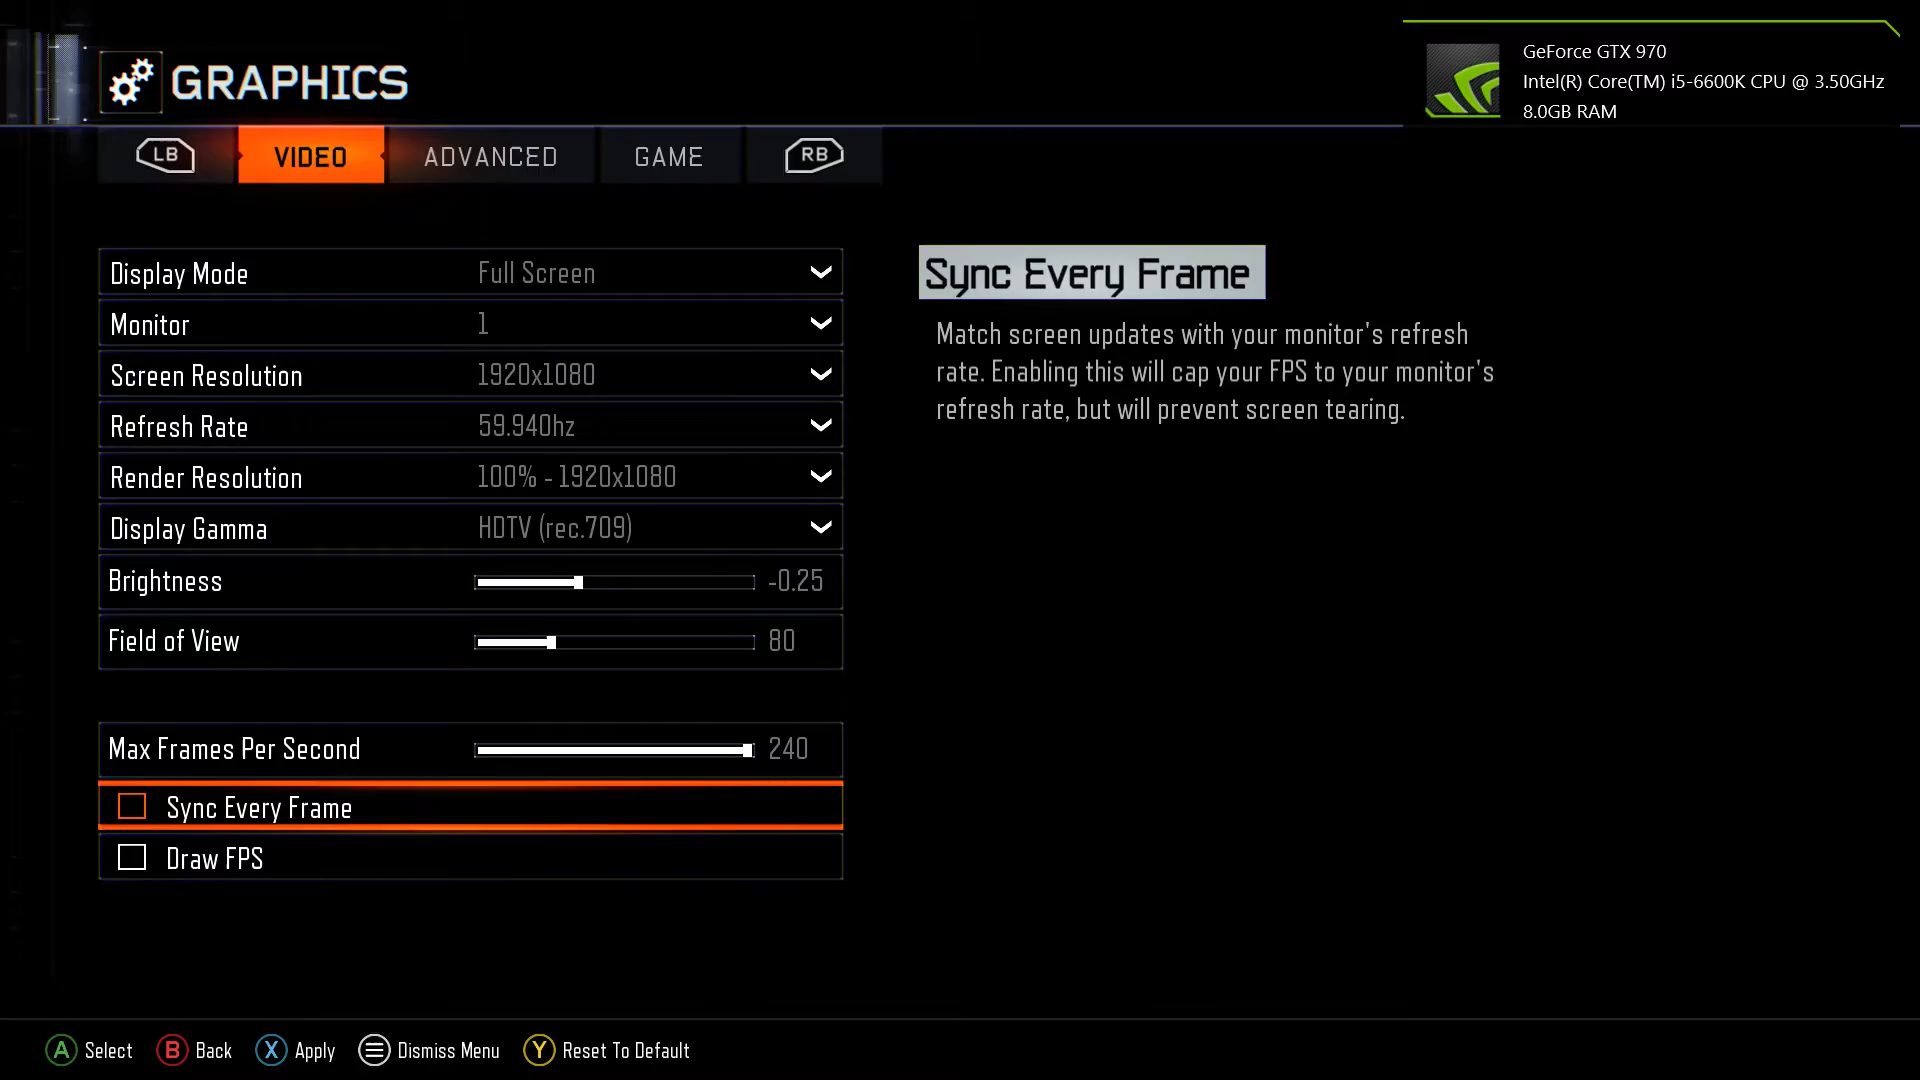 GRAPHICS
GeForce GTX 970
Intel(R) Core(TM) i5-6600K CPU @ 3.50GHz
8.0GB RAM
LB VIDEO ADVANCED GAME RB
Display Mode Full Screen
Monitor 1
Screen Resolution 1920x1080
Refresh Rate 59.940hz
Render Resolution 100% - 1920x1080
Display Gamma HDTV (rec.709)
Brightness -0.25
Field of View 80
Max Frames Per Second 240
Sync Every Frame
Draw FPS
Sync Every Frame
Match screen updates with your monitor's refresh
rate. Enabling this will cap your FPS to your monitor's
refresh rate, but will prevent screen tearing.
A Select B Back X Apply Dismiss Menu Y Reset To Default